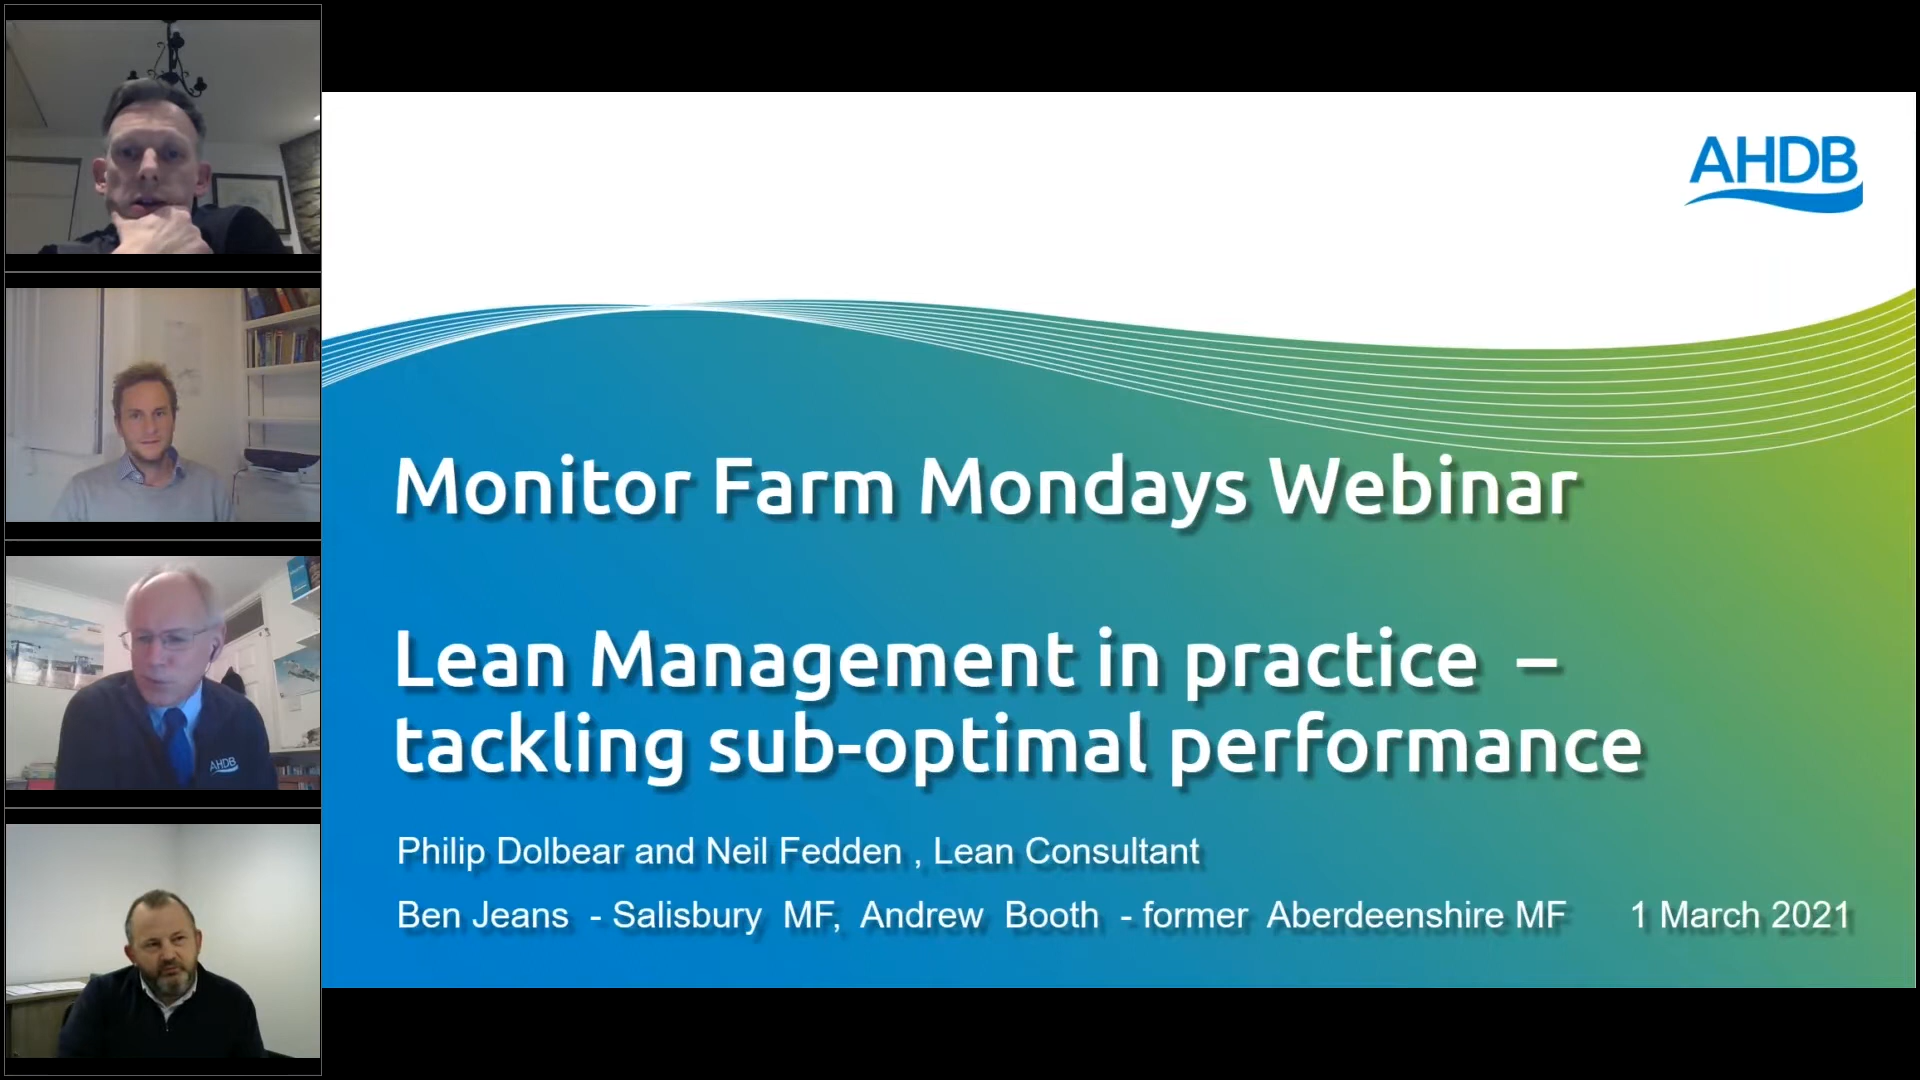 AHDB
Monitor Farm Mondays Webinar
Lean Management in practice –
tackling sub-optimal performance
Philip Dolbear and Neil Fedden , Lean Consultant
Ben Jeans - Salisbury MF, Andrew Booth - former Aberdeenshire MF 1 March 2021
AHDB